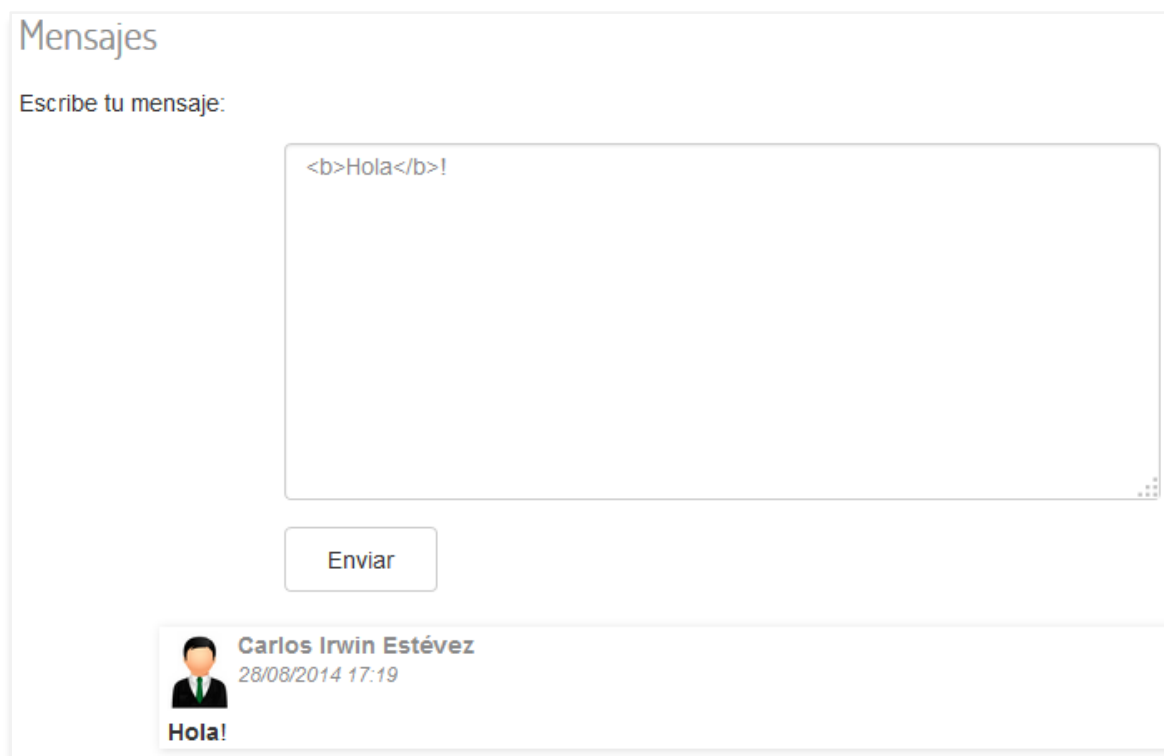 Mensajes
Escribe tu mensaje:
<b>Hola</b>!
Enviar
Carlos Irwin Estévez
28/08/2014 17:19
Hola!